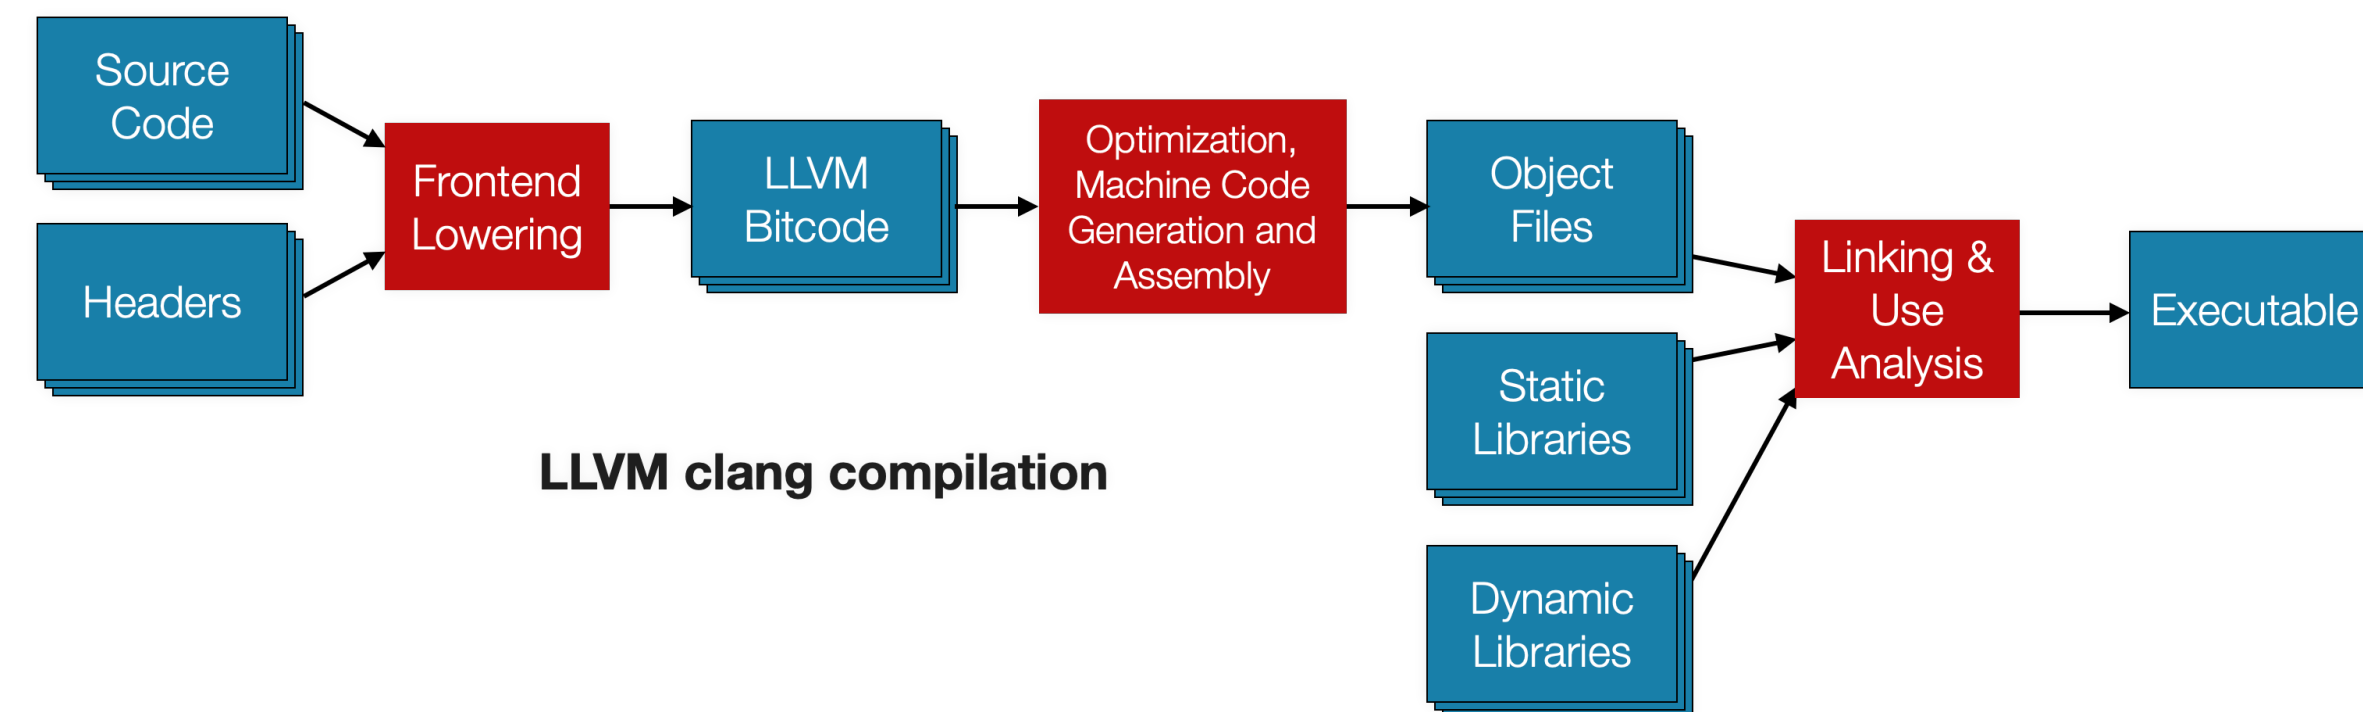 Source
Code
Headers
Frontend
Lowering
LLVM
Bitcode
Optimization,
Machine Code
Generation and
Assembly
Object
Files
Static
Libraries
Dynamic
Libraries
Linking &
Use
Analysis
Executable
LLVM clang compilation